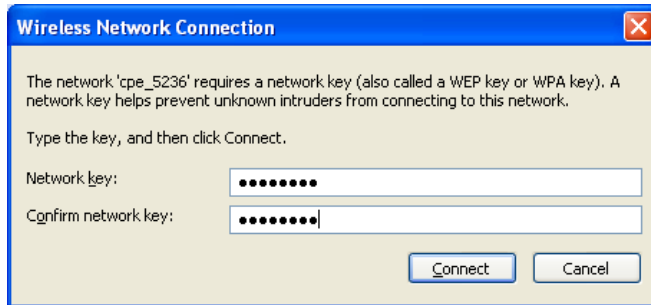 Wireless Network Connection
The network 'cpe_5236' requires a network key (also called a WEP key or WPA key). A
network key helps prevent unknown intruders from connecting to this network.
Type the key, and then click Connect.
Network key: ●●●●●●●●
Confirm network key: ●●●●●●●●
Connect Cancel